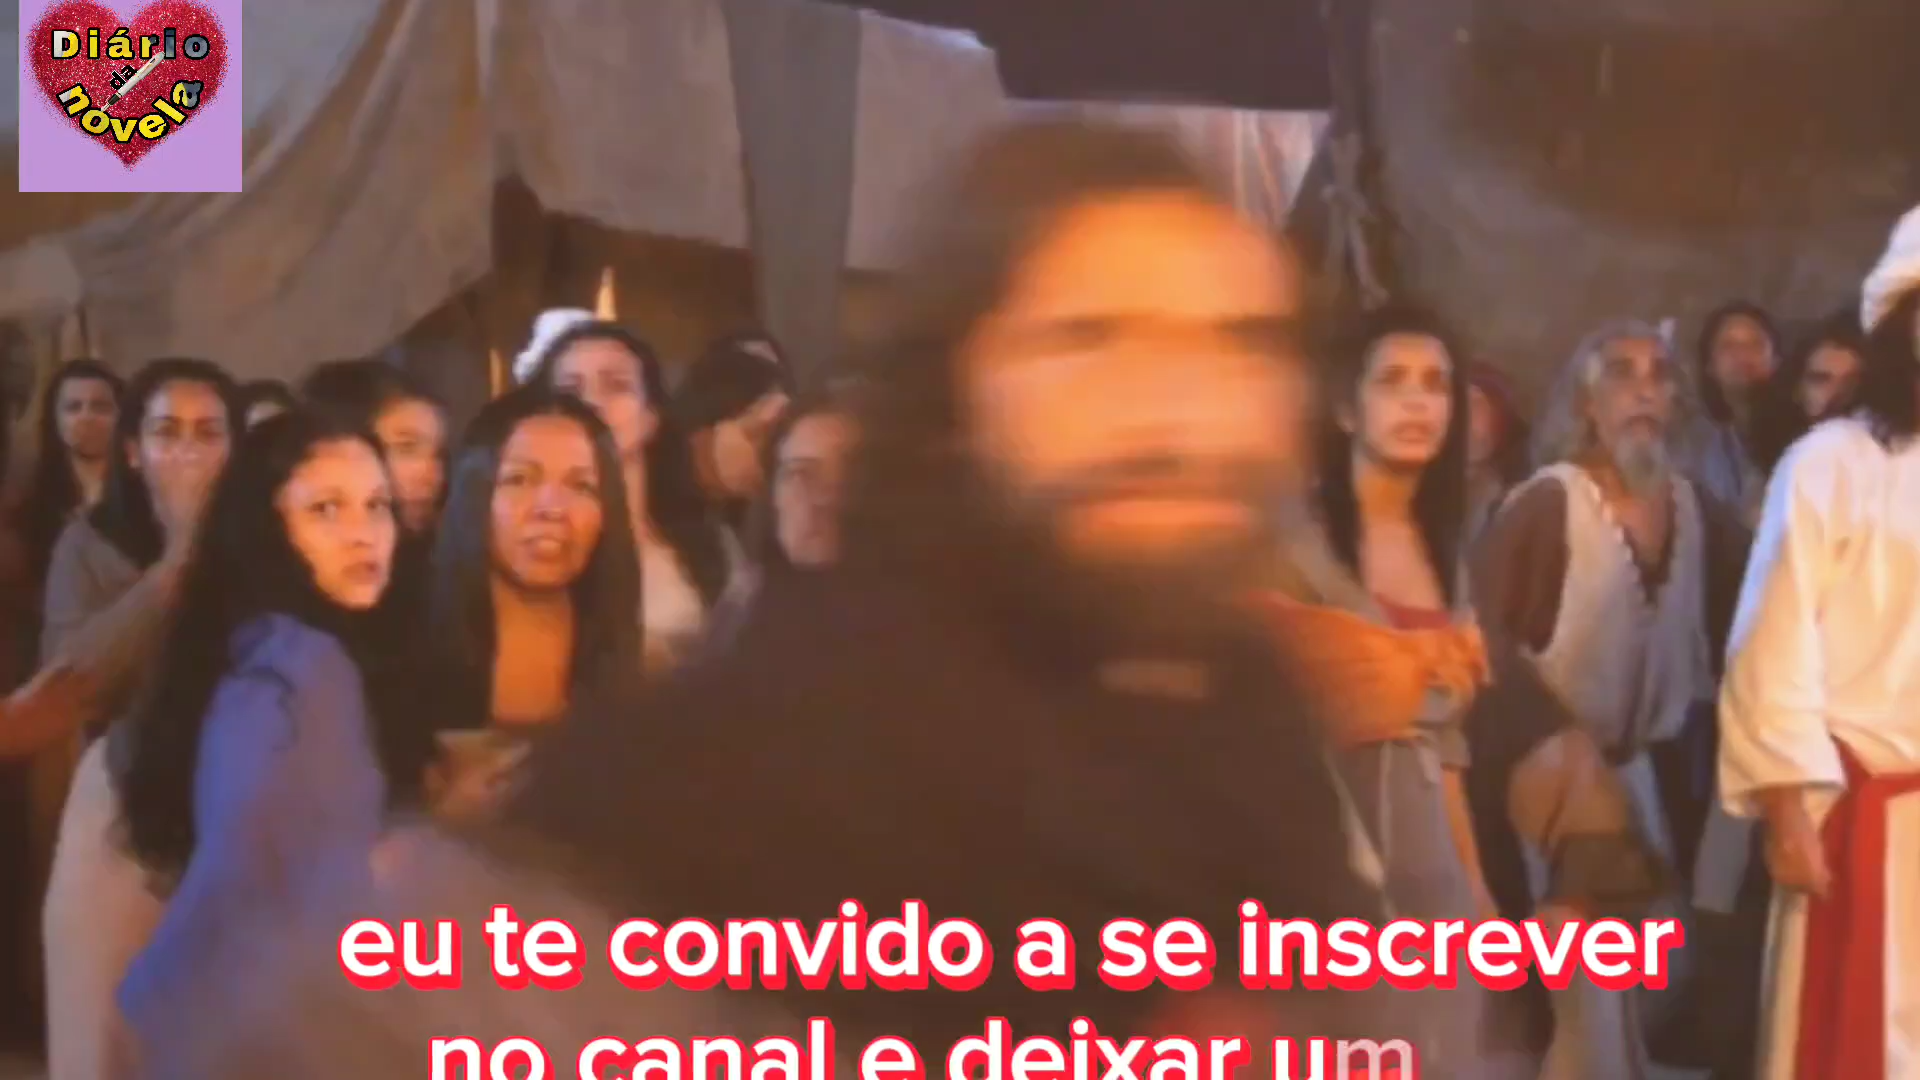 Diário
da
novela
eu te convido a se inscrever
no canal e deixar um